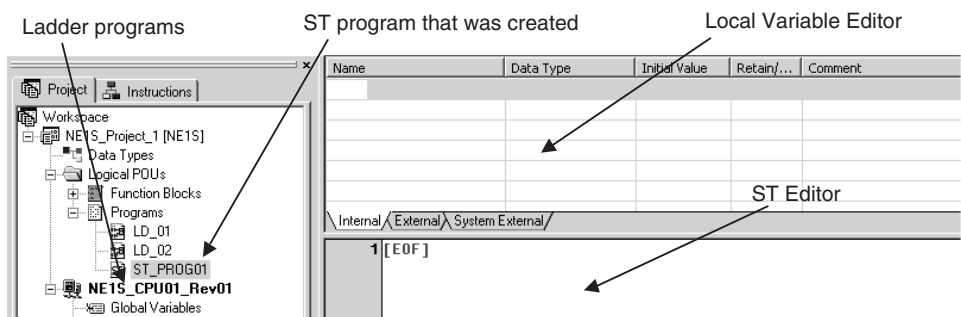 Ladder programs
ST program that was created
Local Variable Editor
Project
Instructions
Workspace
NE1S_Project_1 [NE1S]
Data Types
Logical POUs
Function Blocks
Programs
LD_01
LD_02
ST_PROG01
NE1S_CPU01_Rev01
Global Variables
Name Data Type Initial Value Retain/... Comment
ST Editor
Internal External System External
1 [EOF]